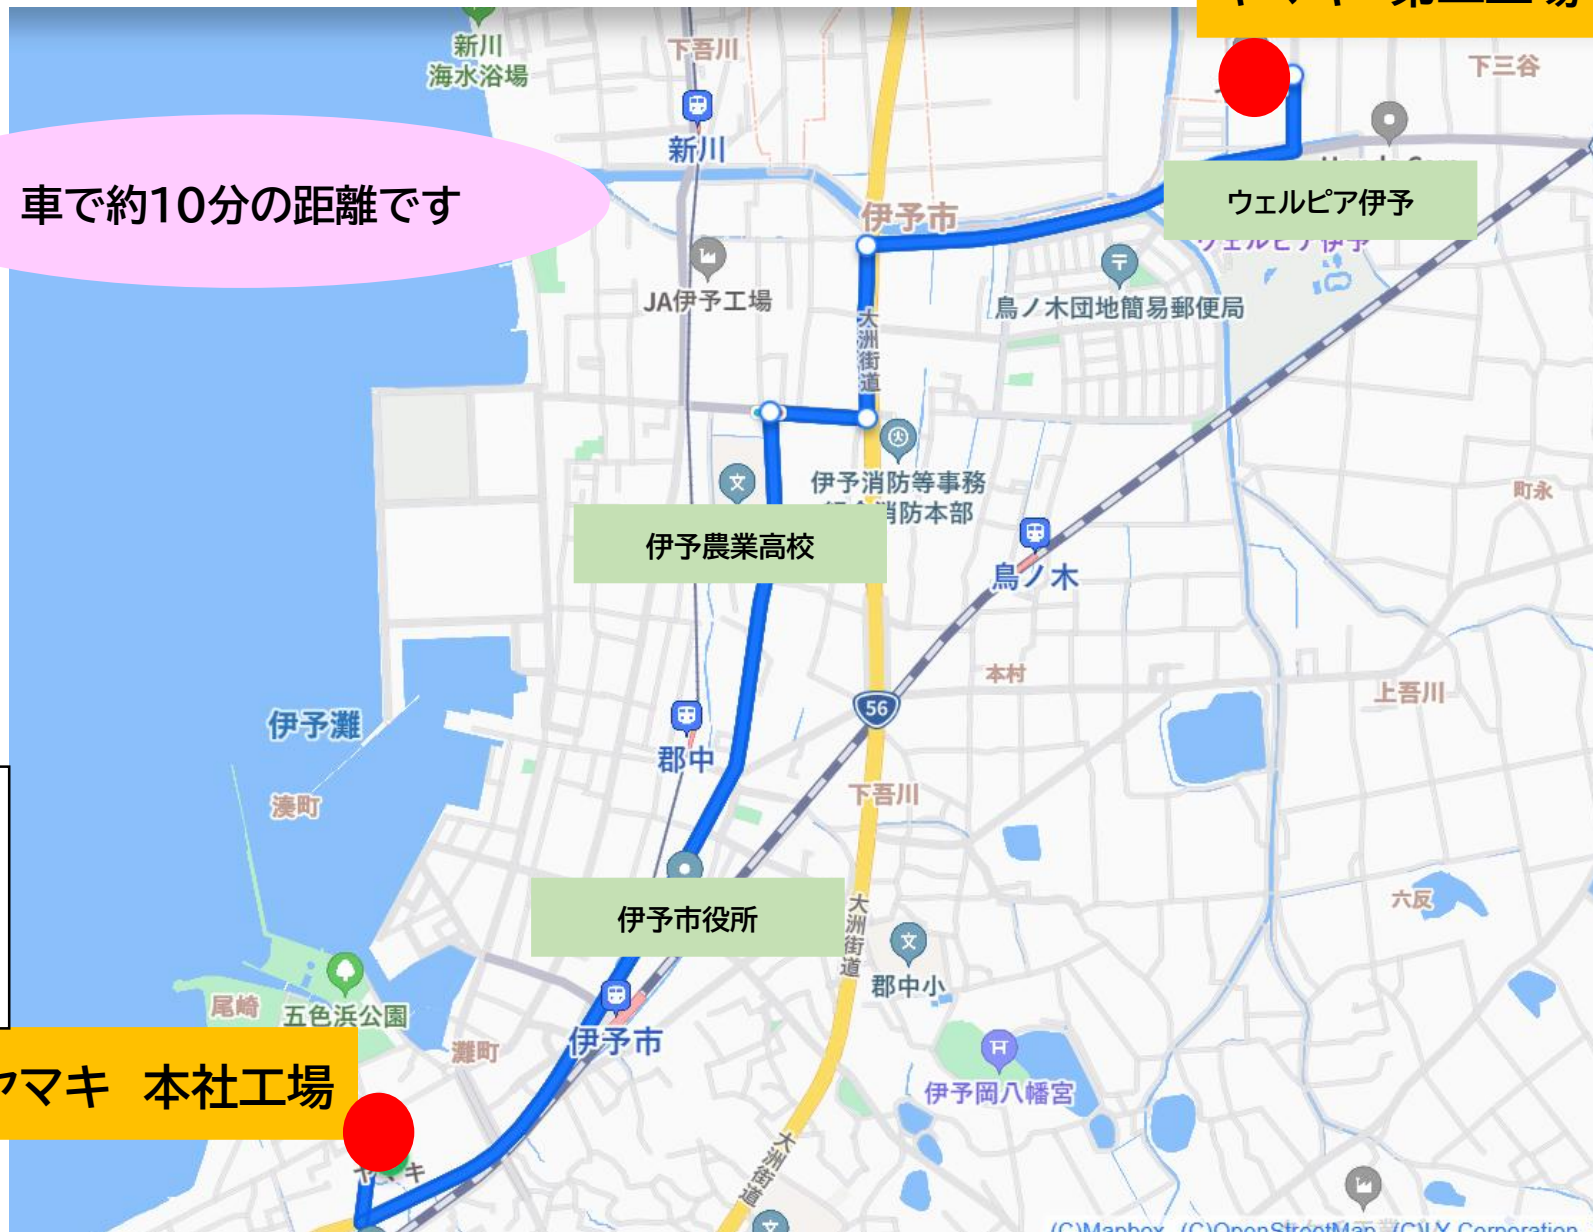 新川
海水浴場
下吾川
下三谷
新川
車で約10分の距離です
伊予市
ウェルピア伊予
ウェルピア伊予
JA伊予工場
鳥ノ木団地簡易郵便局
大洲街道
伊予消防等事務
消防本部
町永
伊予農業高校
鳥ノ木
本村
上吾川
56
伊予灘
郡中
下吾川
湊町
六反
伊予市役所
大洲街道
郡中小
尾崎
五色浜公園
灘町
伊予市
ヤマキ 本社工場
伊予岡八幡宮
大洲街道
(C)Mapbox (C)OpenStreetMap (C)LY Corporation